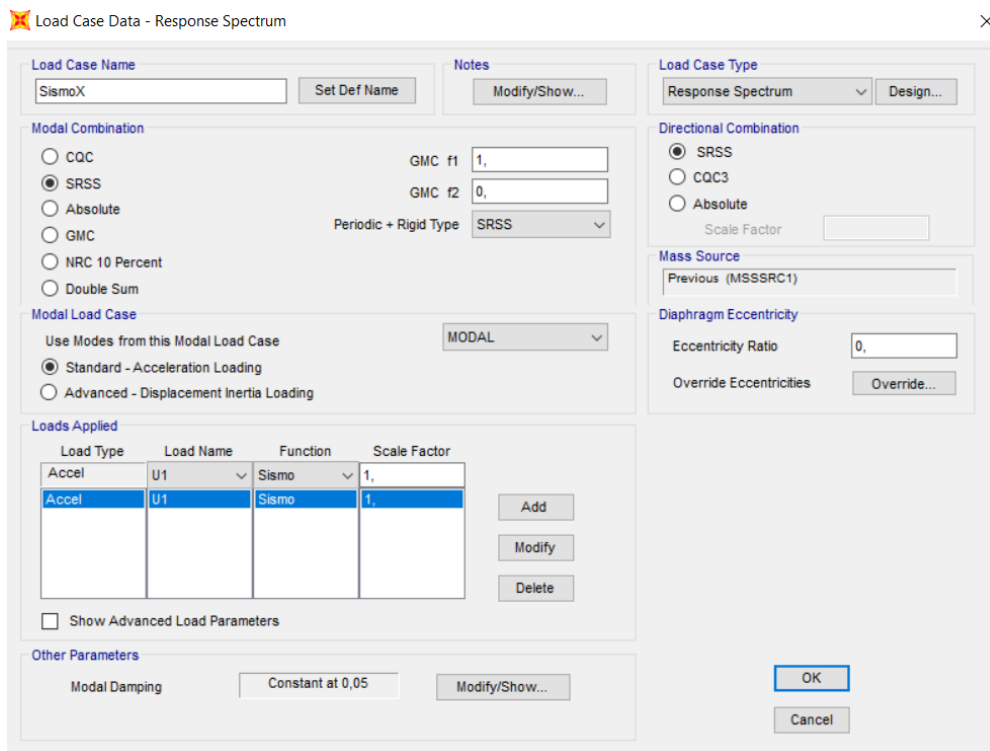 Load Case Data - Response Spectrum
Load Case Name
SismoX
Set Def Name
Notes
Modify/Show...
Load Case Type
Response Spectrum
Design...
Modal Combination
CQC
SRSS
Absolute
GMC
NRC 10 Percent
Double Sum
GMC f1
1,
GMC f2
0,
Periodic + Rigid Type
SRSS
Directional Combination
SRSS
CQC3
Absolute
Scale Factor
Mass Source
Previous (MSSSRC1)
Modal Load Case
Use Modes from this Modal Load Case
MODAL
Standard - Acceleration Loading
Advanced - Displacement Inertia Loading
Diaphragm Eccentricity
Eccentricity Ratio
0,
Override Eccentricities
Override...
Loads Applied
Load Type Load Name Function Scale Factor
Accel U1 Sismo 1,
Accel U1 Sismo 1,
Add
Modify
Delete
Show Advanced Load Parameters
Other Parameters
Modal Damping
Constant at 0,05
Modify/Show...
OK
Cancel